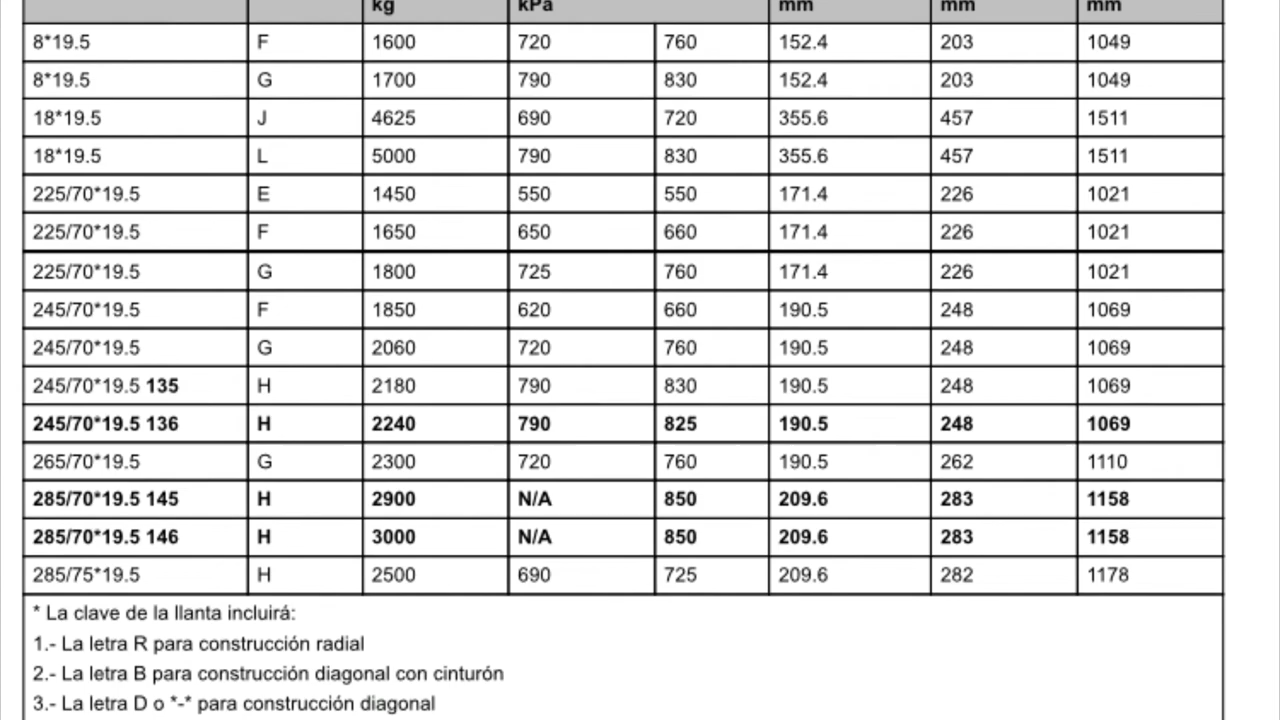 kg kPa mm mm mm
8*19.5 F 1600 720 760 152.4 203 1049
8*19.5 G 1700 790 830 152.4 203 1049
18*19.5 J 4625 690 720 355.6 457 1511
18*19.5 L 5000 790 830 355.6 457 1511
225/70*19.5 E 1450 550 550 171.4 226 1021
225/70*19.5 F 1650 650 660 171.4 226 1021
225/70*19.5 G 1800 725 760 171.4 226 1021
245/70*19.5 F 1850 620 660 190.5 248 1069
245/70*19.5 G 2060 720 760 190.5 248 1069
245/70*19.5 135 H 2180 790 830 190.5 248 1069
245/70*19.5 136 H 2240 790 825 190.5 248 1069
265/70*19.5 G 2300 720 760 190.5 262 1110
285/70*19.5 145 H 2900 N/A 850 209.6 283 1158
285/70*19.5 146 H 3000 N/A 850 209.6 283 1158
285/75*19.5 H 2500 690 725 209.6 282 1178
* La clave de la llanta incluirá:
1.- La letra R para construcción radial
2.- La letra B para construcción diagonal con cinturón
3.- La letra D o *-* para construcción diagonal